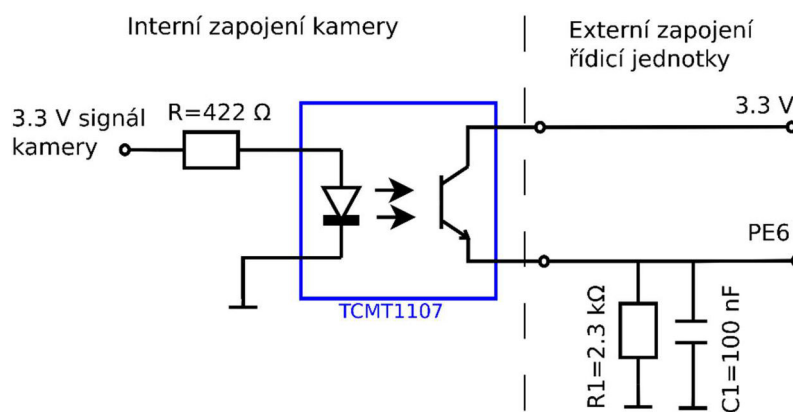 Interní zapojení kamery
Externí zapojení
řídicí jednotky
3.3 V signál
kamery
R=422 Ω
3.3 V
PE6
TCMT1107
R1=2.3 kΩ
C1=100 nF